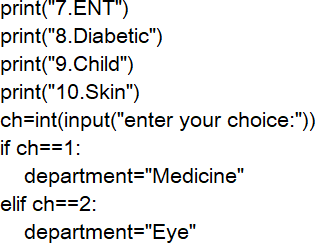 print("7.ENT")
print("8.Diabetic")
print("9.Child")
print("10.Skin")
ch=int(input("enter your choice:"))
if ch==1:
    department="Medicine"
elif ch==2:
    department="Eye"